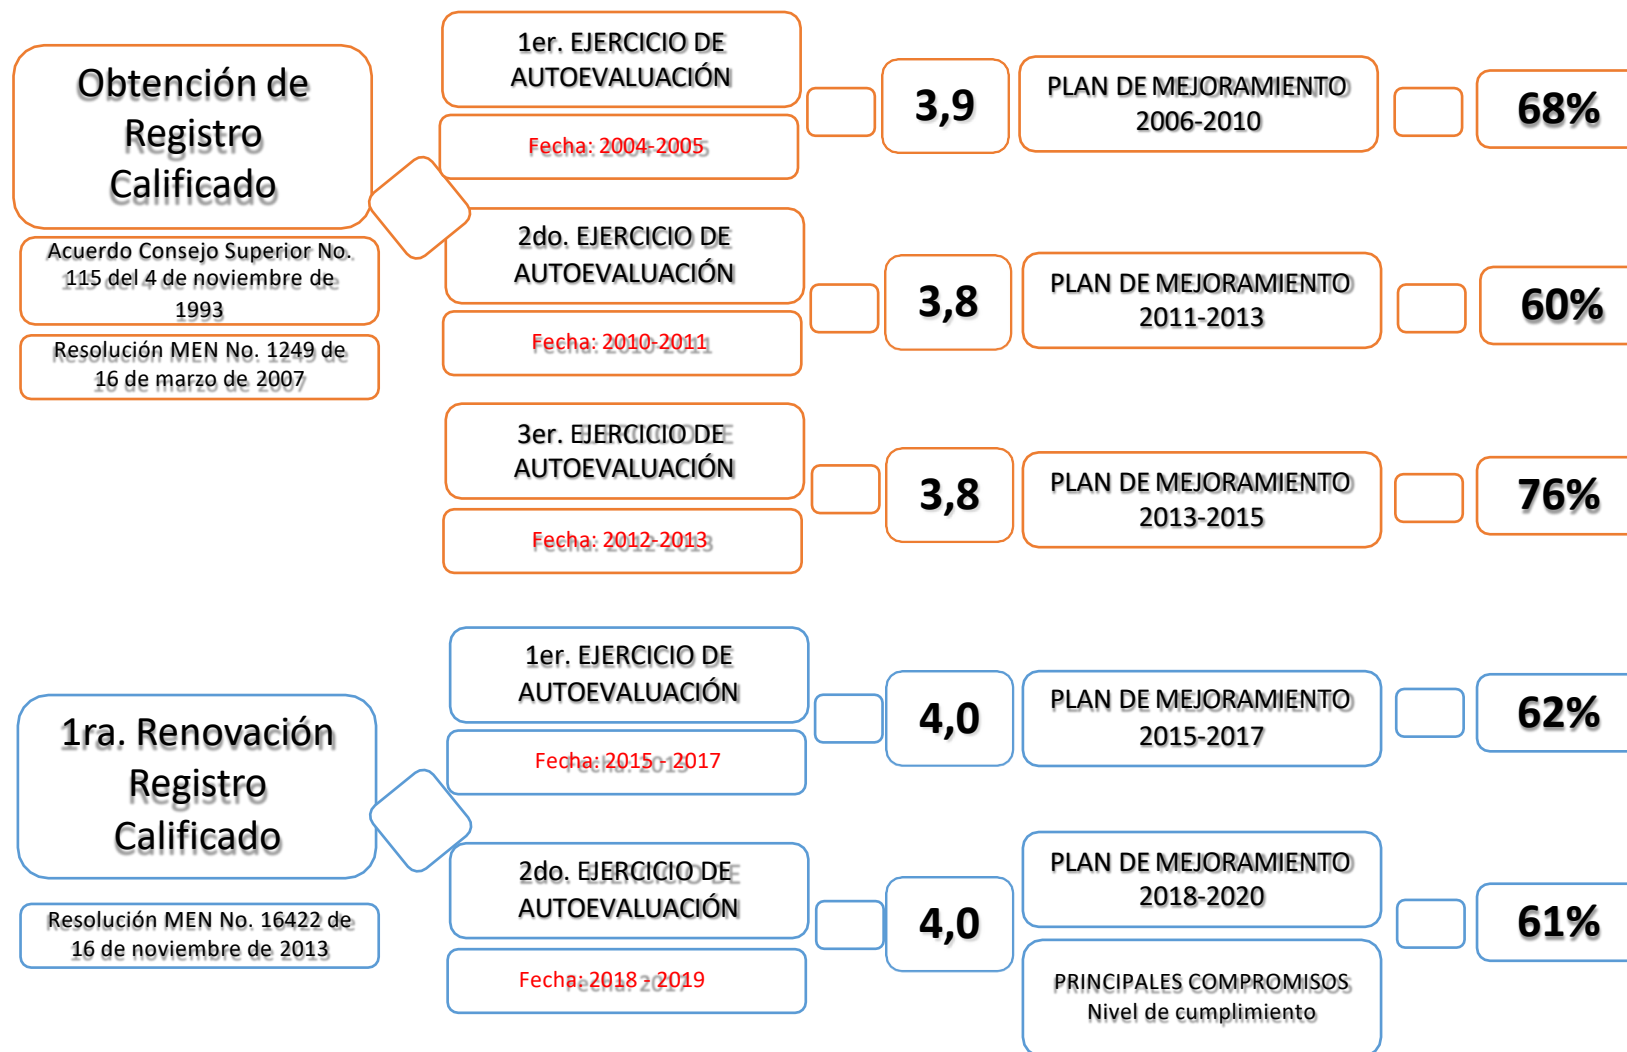 Obtención de
Registro
Calificado
Acuerdo Consejo Superior No.
115 del 4 de noviembre de
1993
Resolución MEN No. 1249 de
16 de marzo de 2007
1er. EJERCICIO DE
AUTOEVALUACIÓN
Fecha: 2004-2005
3,9
PLAN DE MEJORAMIENTO
2006-2010
68%
2do. EJERCICIO DE
AUTOEVALUACIÓN
Fecha: 2010-2011
3,8
PLAN DE MEJORAMIENTO
2011-2013
60%
3er. EJERCICIO DE
AUTOEVALUACIÓN
Fecha: 2012-2013
3,8
PLAN DE MEJORAMIENTO
2013-2015
76%
1ra. Renovación
Registro
Calificado
Resolución MEN No. 16422 de
16 de noviembre de 2013
1er. EJERCICIO DE
AUTOEVALUACIÓN
Fecha: 2015 - 2017
4,0
PLAN DE MEJORAMIENTO
2015-2017
62%
2do. EJERCICIO DE
AUTOEVALUACIÓN
Fecha: 2018 - 2019
4,0
PLAN DE MEJORAMIENTO
2018-2020
PRINCIPALES COMPROMISOS
Nivel de cumplimiento
61%